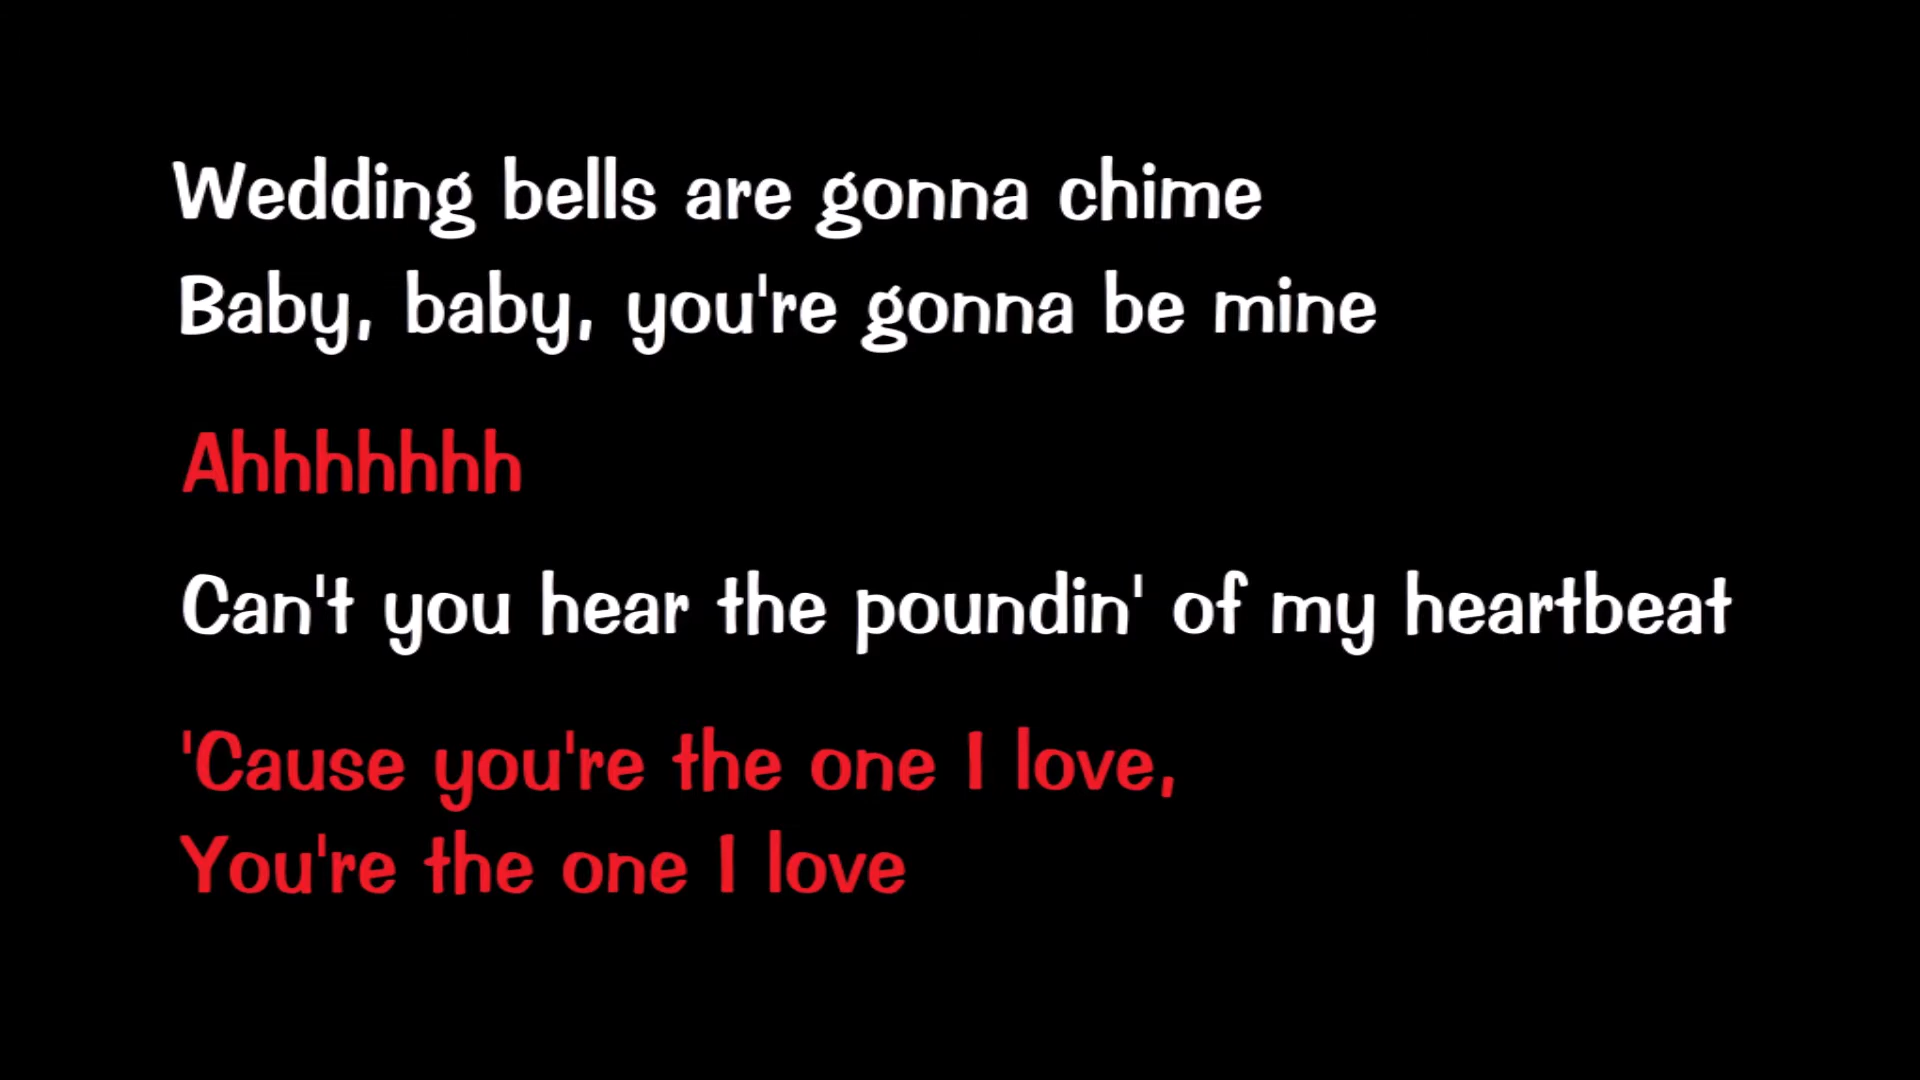 Wedding bells are gonna chime
Baby, baby, you're gonna be mine
Ahhhhhhh
Can't you hear the poundin' of my heartbeat
'Cause you're the one I love,
You're the one I love